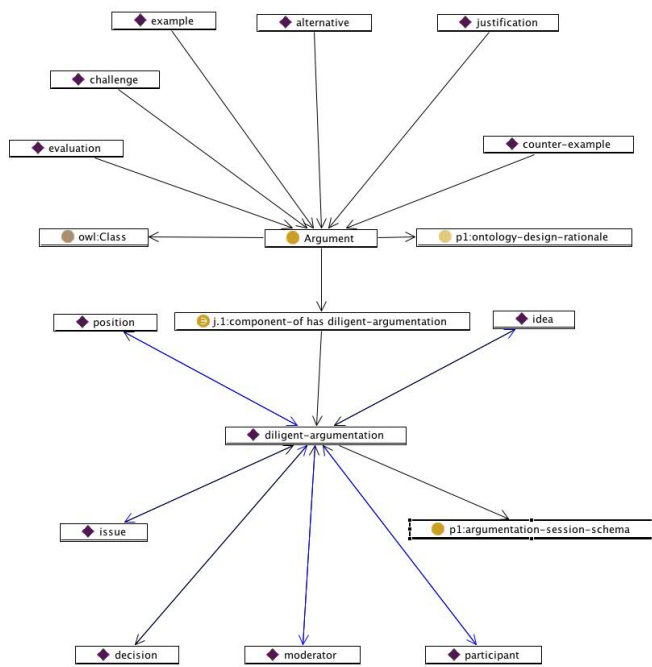 example
alternative
justification
challenge
evaluation
counter-example
owl:Class
Argument
p1:ontology-design-rationale
position
j.1:component-of has diligent-argumentation
idea
diligent-argumentation
issue
p1:argumentation-session-schema
decision
moderator
participant